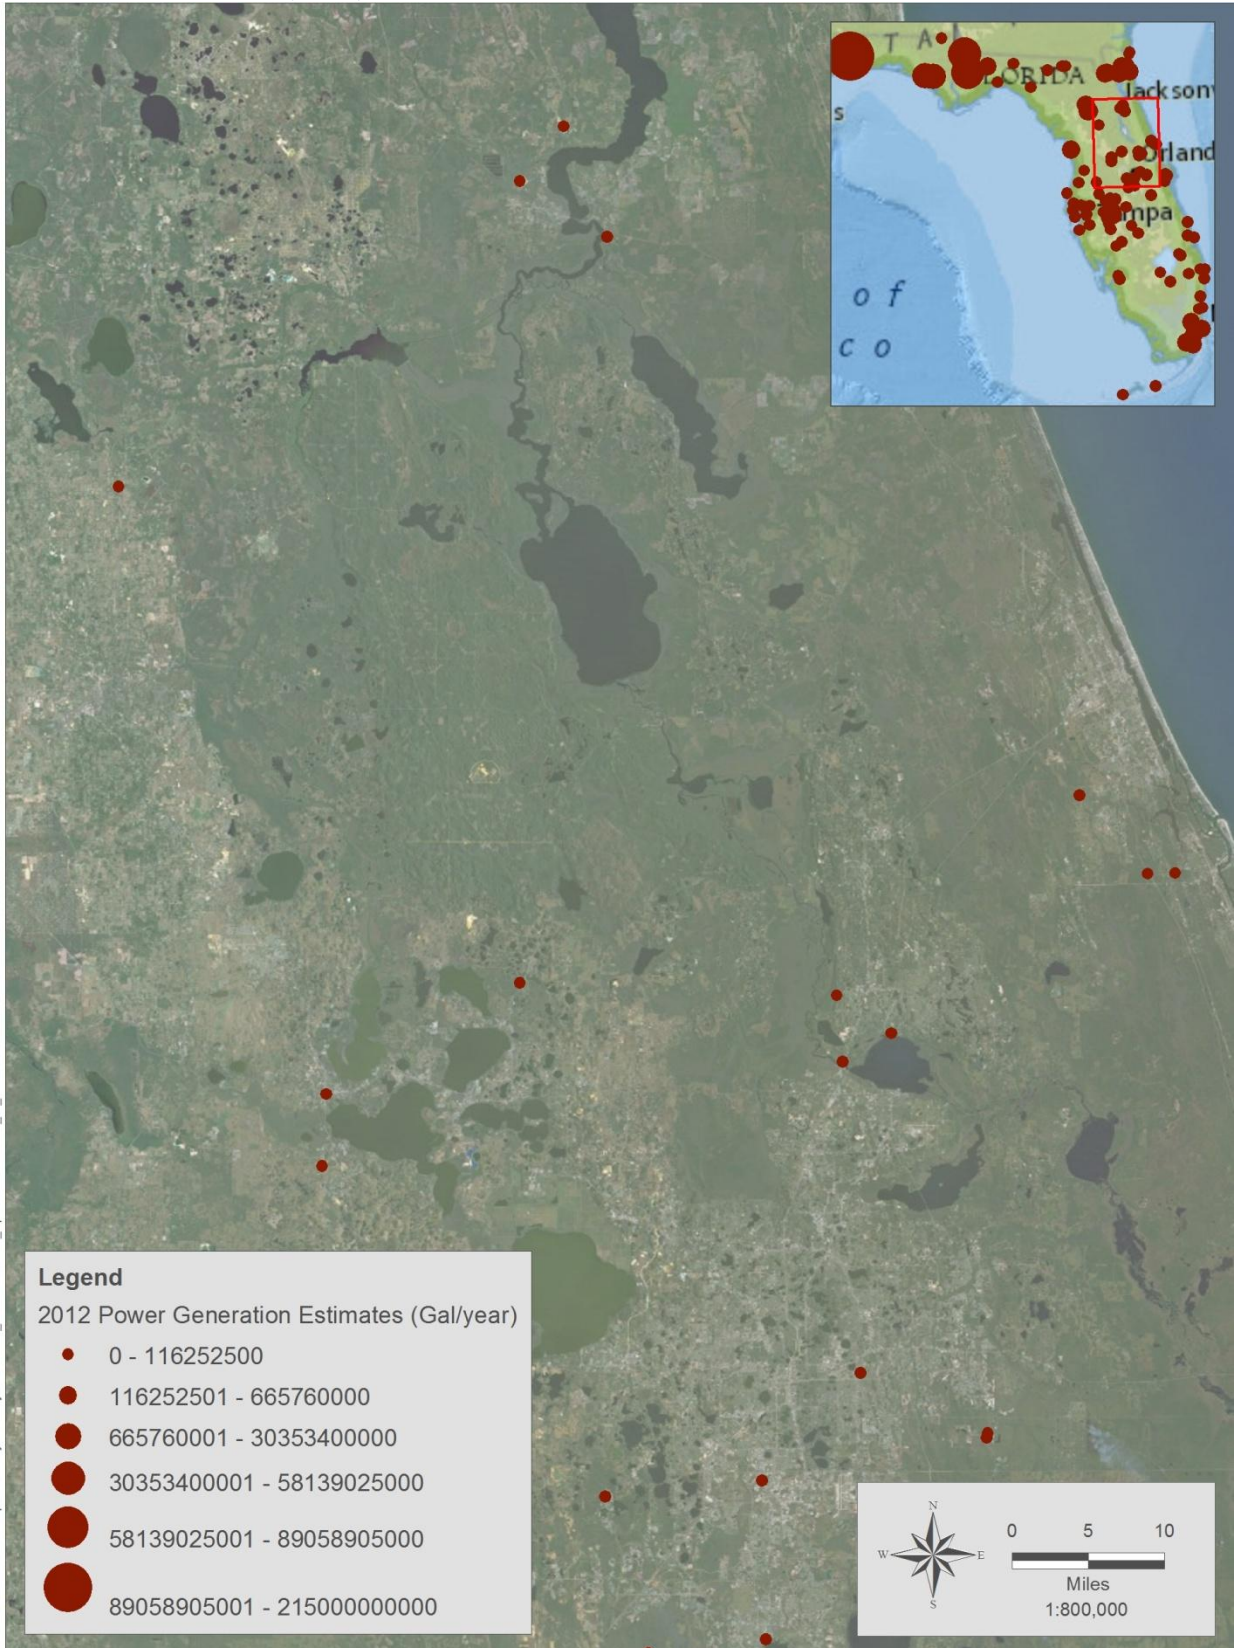 T A
LORIDA
Jackson
s
Orland
mpa
o f
c o
Legend
2012 Power Generation Estimates (Gal/year)
0 - 116252500
116252501 - 665760000
665760001 - 30353400000
30353400001 - 58139025000
58139025001 - 89058905000
89058905001 - 215000000000
N
W E
S
0 5 10
Miles
1:800,000